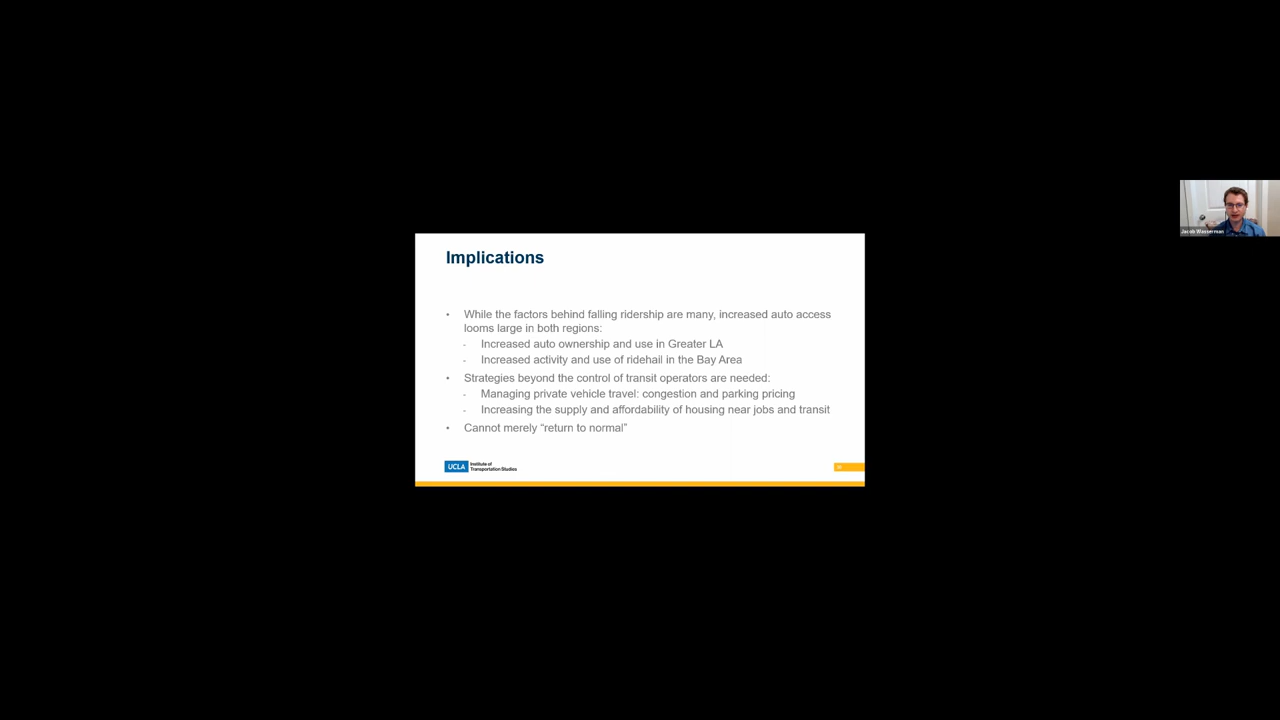 Implications
• While the factors behind falling ridership are many, increased auto access
looms large in both regions:
- Increased auto ownership and use in Greater LA
- Increased activity and use of ridehail in the Bay Area
• Strategies beyond the control of transit operators are needed:
- Managing private vehicle travel: congestion and parking pricing
- Increasing the supply and affordability of housing near jobs and transit
• Cannot merely “return to normal”
UCLA Institute of
Transportation Studies
Jacob Wasserman